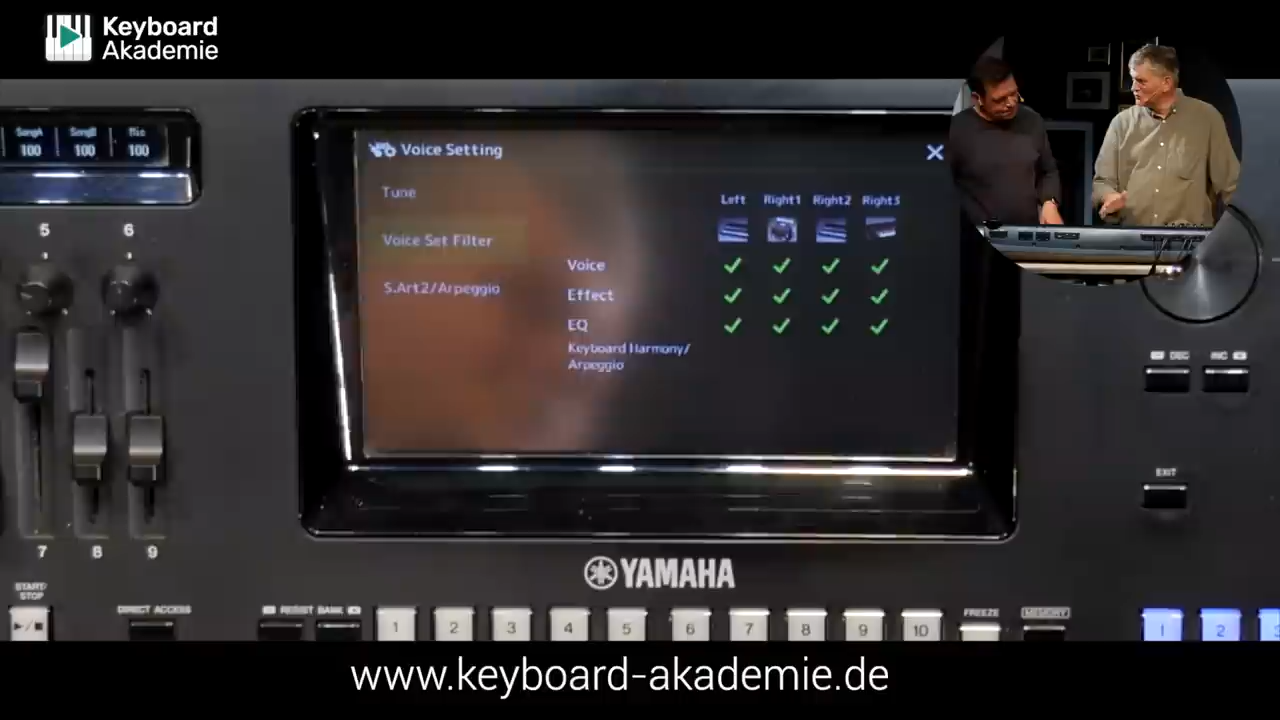 Keyboard
Akademie
SongA SongB Mic
100 100 100
Voice Setting
Tune
Left Right1 Right2 Right3
Voice Set Filter
Voice
S.Art2/Arpeggio
Effect
EQ
Keyboard Harmony/
Arpeggio
5 6
DEC INC
EXIT
7 8 9
YAMAHA
START/
STOP
DIRECT ACCESS
REGIST BANK
FREEZE
MEMORY
1 2 3 4 5 6 7 8 9 10
1 2
www.keyboard-akademie.de